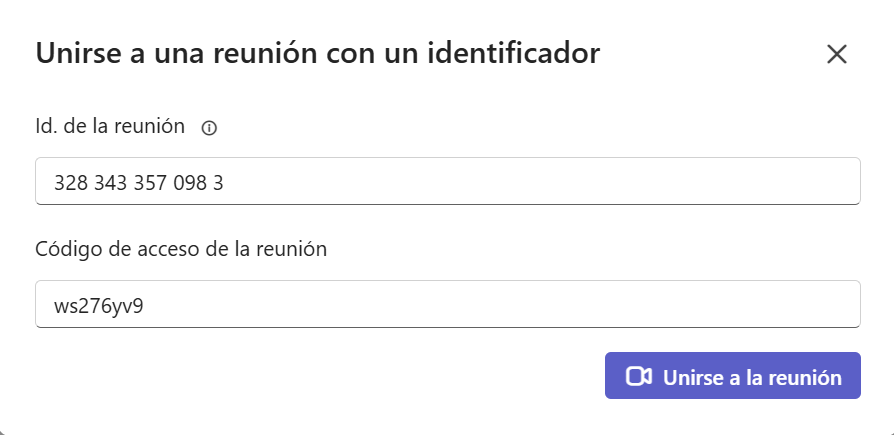 Unirse a una reunión con un identificador
Id. de la reunión
328 343 357 098 3
Código de acceso de la reunión
ws276yv9
Unirse a la reunión